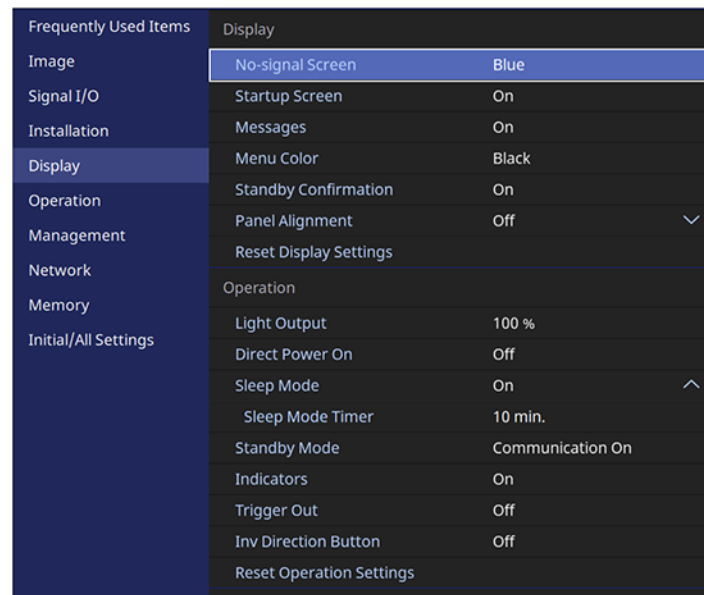 Frequently Used Items
Image
Signal I/O
Installation
Display
Operation
Management
Network
Memory
Initial/All Settings
Display
No-signal Screen Blue
Startup Screen On
Messages On
Menu Color Black
Standby Confirmation On
Panel Alignment Off
Reset Display Settings
Operation
Light Output 100 %
Direct Power On Off
Sleep Mode On
Sleep Mode Timer 10 min.
Standby Mode Communication On
Indicators On
Trigger Out Off
Inv Direction Button Off
Reset Operation Settings